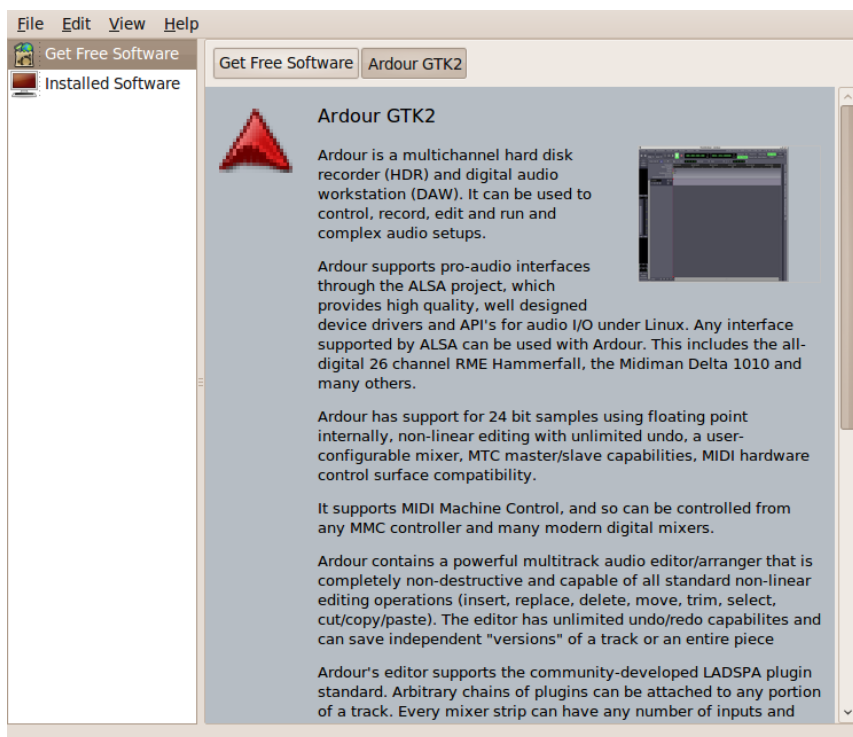 File Edit View Help
Get Free Software
Installed Software
Get Free Software Ardour GTK2
Ardour GTK2
Ardour is a multichannel hard disk
recorder (HDR) and digital audio
workstation (DAW). It can be used to
control, record, edit and run and
complex audio setups.
Ardour supports pro-audio interfaces
through the ALSA project, which
provides high quality, well designed
device drivers and API's for audio I/O under Linux. Any interface
supported by ALSA can be used with Ardour. This includes the all-
digital 26 channel RME Hammerfall, the Midiman Delta 1010 and
many others.
Ardour has support for 24 bit samples using floating point
internally, non-linear editing with unlimited undo, a user-
configurable mixer, MTC master/slave capabilities, MIDI hardware
control surface compatibility.
It supports MIDI Machine Control, and so can be controlled from
any MMC controller and many modern digital mixers.
Ardour contains a powerful multitrack audio editor/arranger that is
completely non-destructive and capable of all standard non-linear
editing operations (insert, replace, delete, move, trim, select,
cut/copy/paste). The editor has unlimited undo/redo capabilites and
can save independent "versions" of a track or an entire piece
Ardour's editor supports the community-developed LADSPA plugin
standard. Arbitrary chains of plugins can be attached to any portion
of a track. Every mixer strip can have any number of inputs and